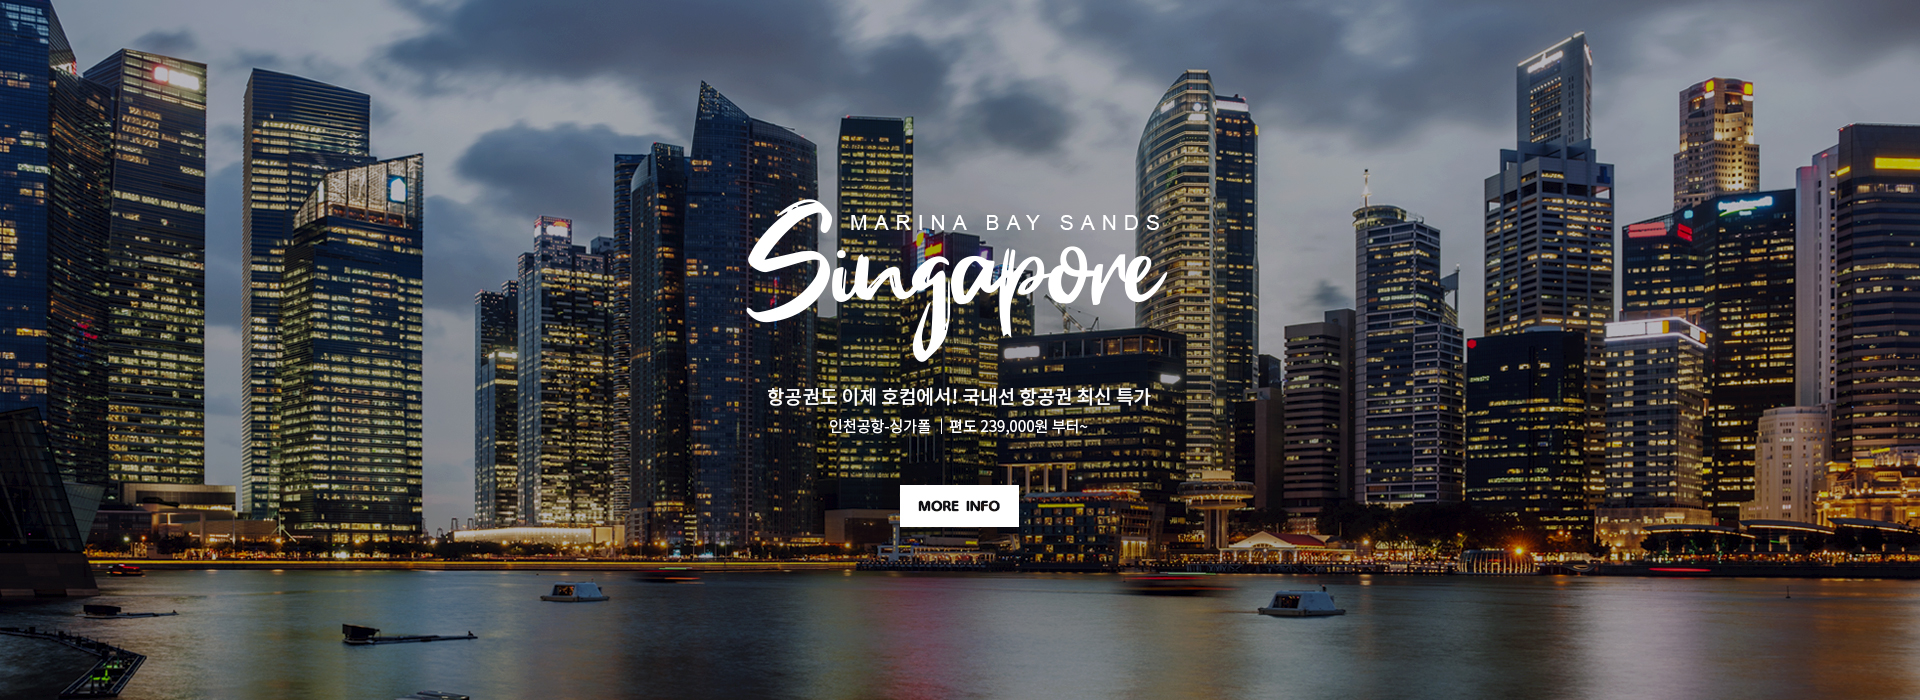 MARINA BAY SANDS
Singapore
항공권도 이제 호컴에서! 국내선 항공권 최신 특가
인천공항-싱가폴 | 편도 239,000원 부터~
MORE INFO